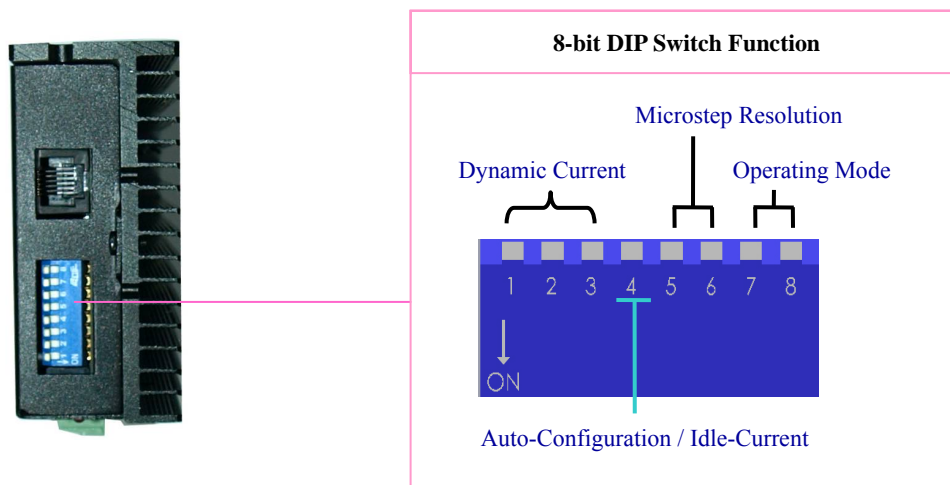 8-bit DIP Switch Function
Microstep Resolution
Dynamic Current
Operating Mode
1 2 3 4 5 6 7 8
ON
Auto-Configuration / Idle-Current